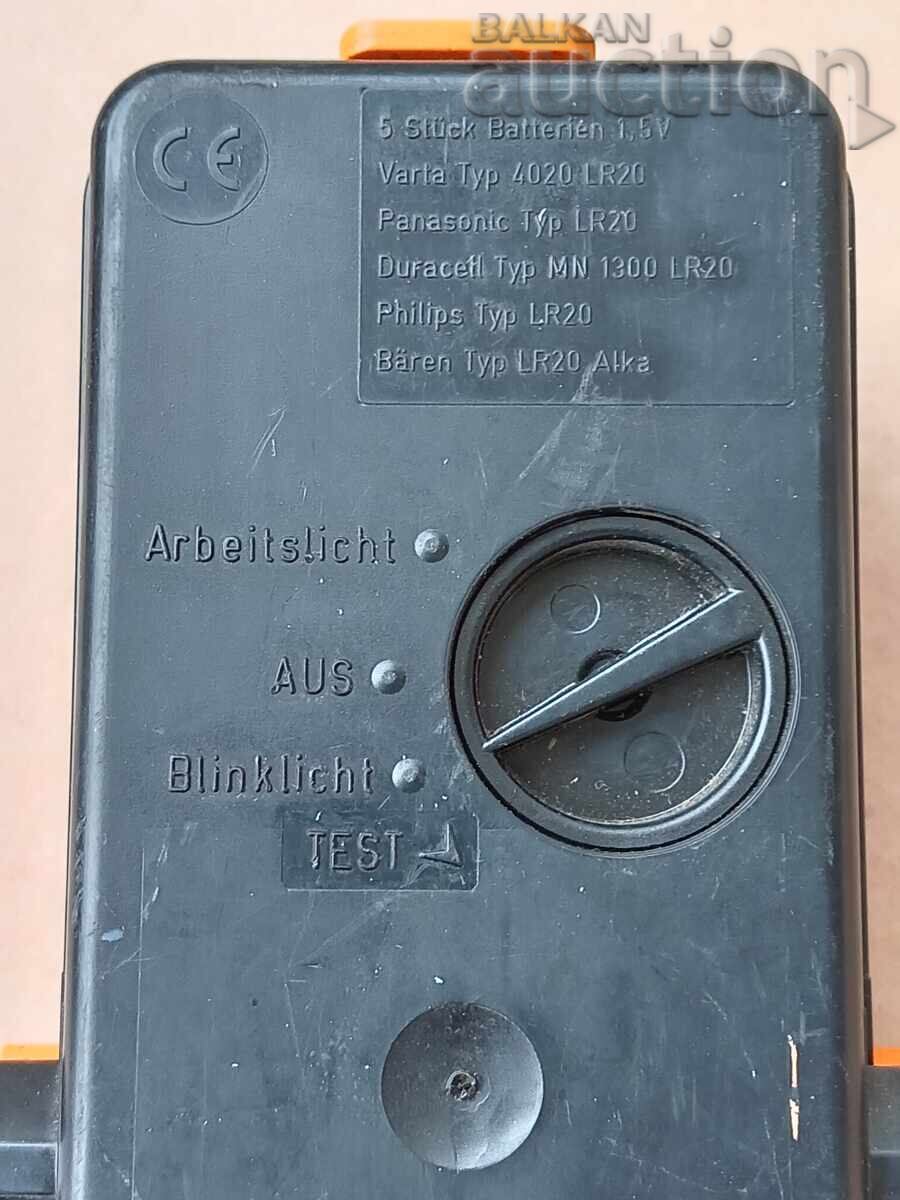 BALKAN
auction
CE
5 Stück Batterien 1,5V
Varta Typ 4020 LR20
Panasonic Typ LR20
Duracell Typ MN 1300 LR20
Philips Typ LR20
Bären Typ LR20 Alka
Arbeitslicht
AUS
Blinklicht
TEST